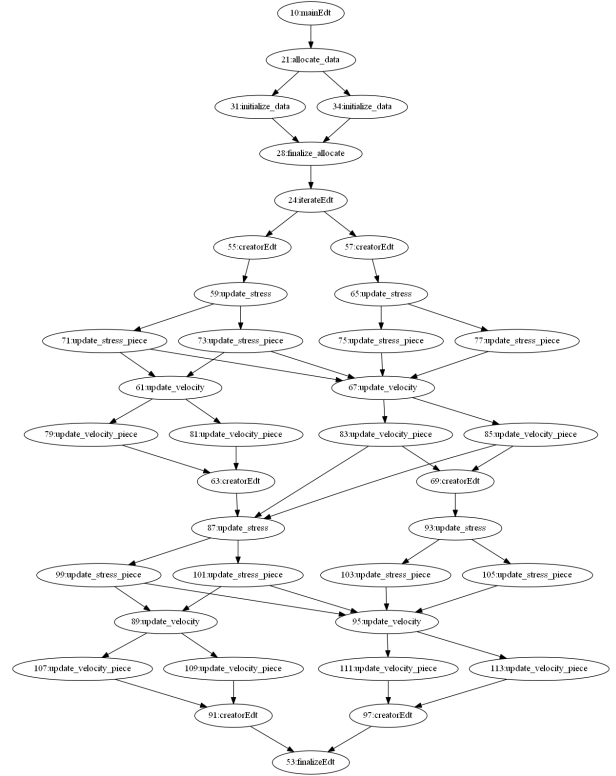 10:mainEdt
21:allocate_data
31:initialize_data
34:initialize_data
28:finalize_allocate
24:iterateEdt
55:creatorEdt
57:creatorEdt
59:update_stress
65:update_stress
71:update_stress_piece
73:update_stress_piece
75:update_stress_piece
77:update_stress_piece
61:update_velocity
67:update_velocity
79:update_velocity_piece
81:update_velocity_piece
83:update_velocity_piece
85:update_velocity_piece
63:creatorEdt
69:creatorEdt
87:update_stress
93:update_stress
99:update_stress_piece
101:update_stress_piece
103:update_stress_piece
105:update_stress_piece
89:update_velocity
95:update_velocity
107:update_velocity_piece
109:update_velocity_piece
111:update_velocity_piece
113:update_velocity_piece
91:creatorEdt
97:creatorEdt
53:finalizeEdt